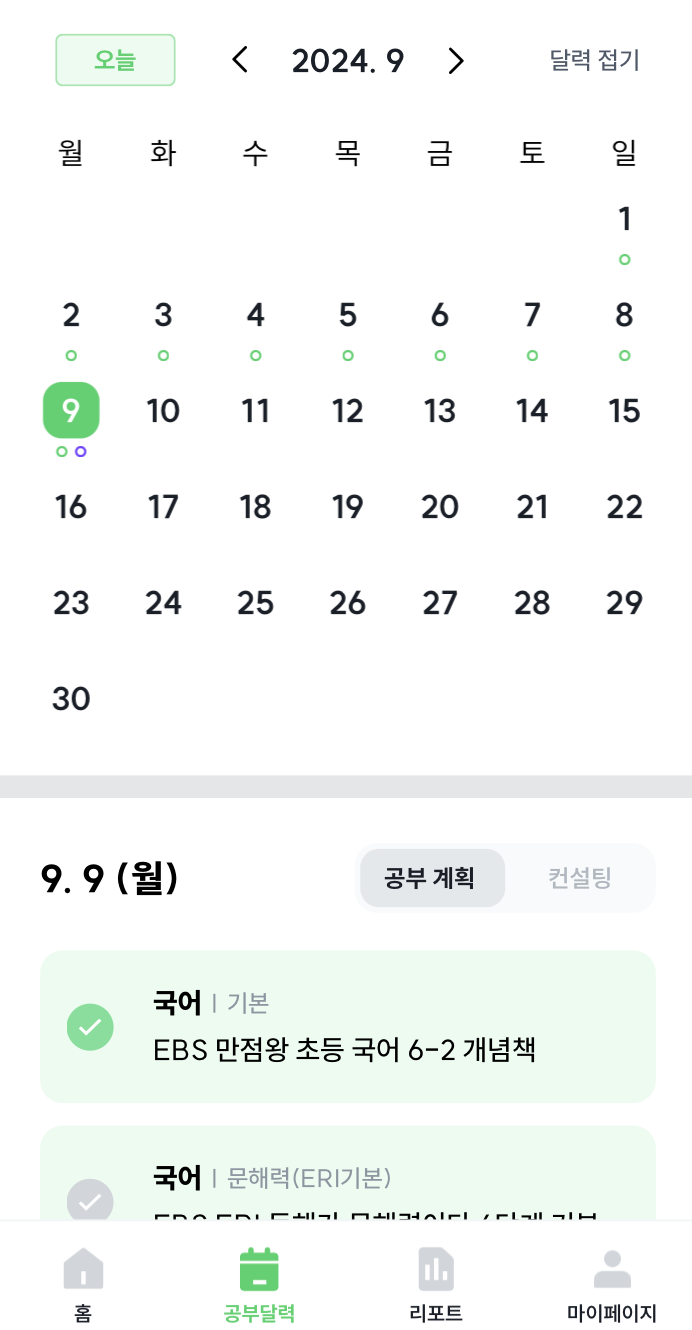 오늘 2024. 9 달력 접기
월 화 수 목 금 토 일
1
2 3 4 5 6 7 8
9 10 11 12 13 14 15
16 17 18 19 20 21 22
23 24 25 26 27 28 29
30
9. 9 (월) 공부 계획 컨설팅
국어 | 기본
EBS 만점왕 초등 국어 6-2 개념책
국어 | 문해력(ERI기본)
EBS ERI
홈 공부달력 리포트 마이페이지